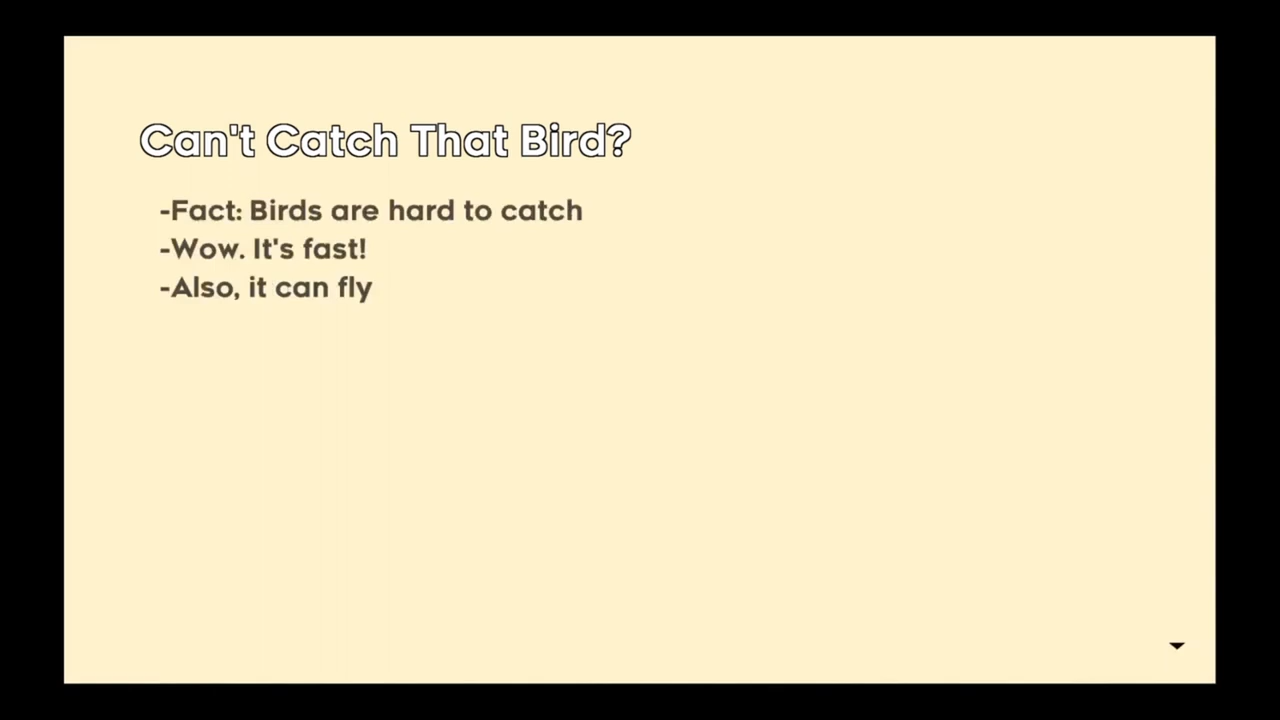 Can't Catch That Bird?
-Fact: Birds are hard to catch
-Wow. It's fast!
-Also, it can fly